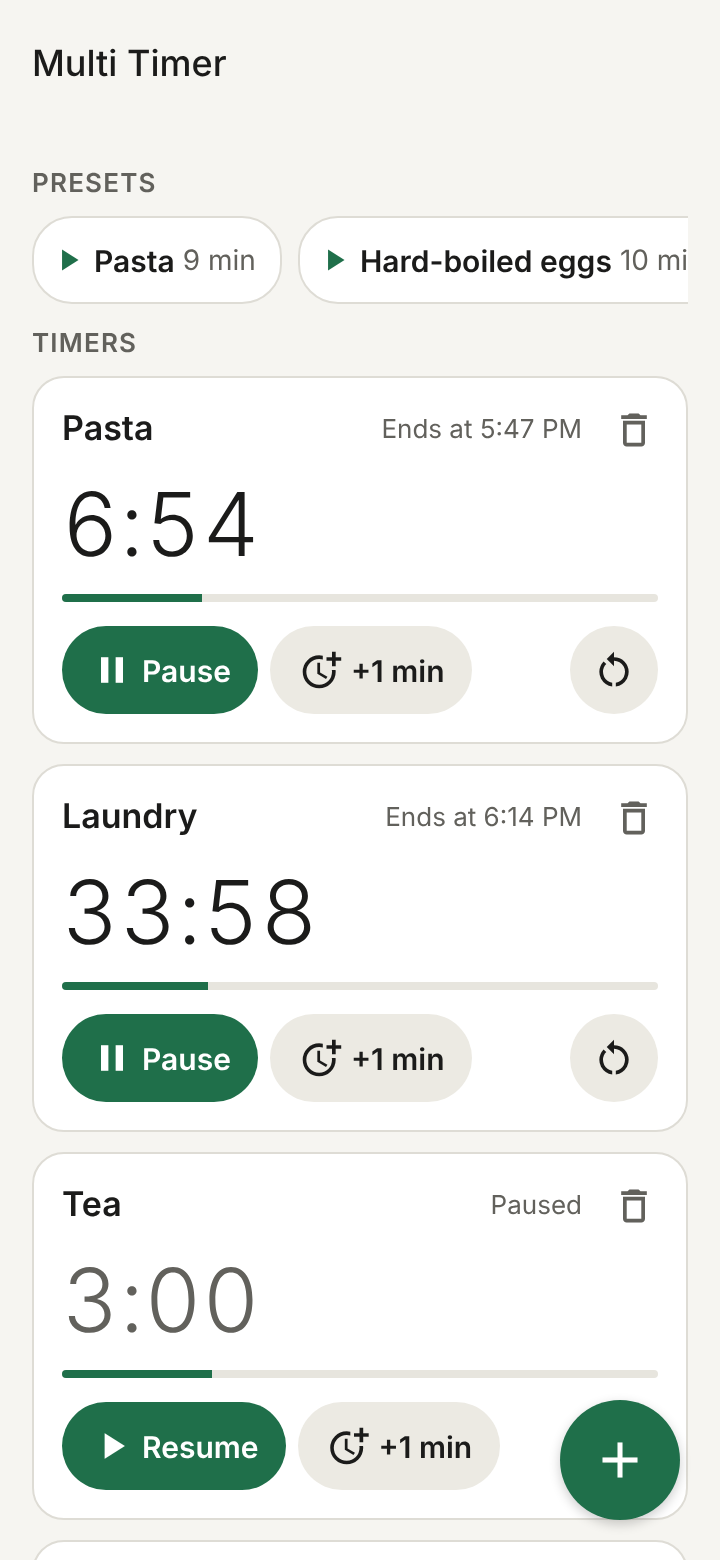 Multi Timer
PRESETS
Pasta 9 min
Hard-boiled eggs 10 mi
TIMERS
Pasta
Ends at 5:47 PM
6:54
Pause
+1 min
Laundry
Ends at 6:14 PM
33:58
Pause
+1 min
Tea
Paused
3:00
Resume
+1 min